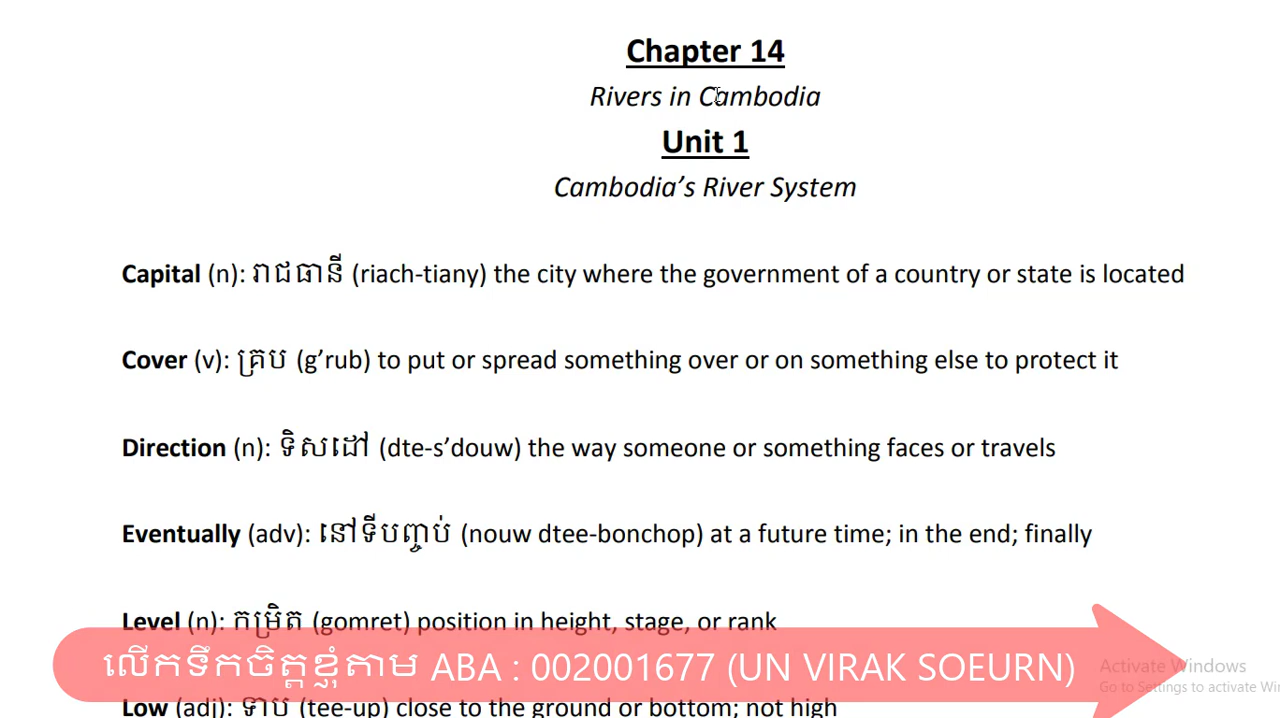 Chapter 14
Rivers in Cambodia
Unit 1
Cambodia’s River System
Capital (n): រាជធានី (riach-tiany) the city where the government of a country or state is located
Cover (v): គ្រប (g’rub) to put or spread something over or on something else to protect it
Direction (n): ទិសដៅ (dte-s’douw) the way someone or something faces or travels
Eventually (adv): នៅទីបញ្ចប់ (nouw dtee-bonchop) at a future time; in the end; finally
Level (n): កម្រិត (gomret) position in height, stage, or rank
លើកទឹកចិត្តខ្ញុំតាម ABA : 002001677 (UN VIRAK SOEURN)
Activate Windows
Go to Settings to activate Win
Low (adj): ទាប (tee-up) close to the ground or bottom; not high